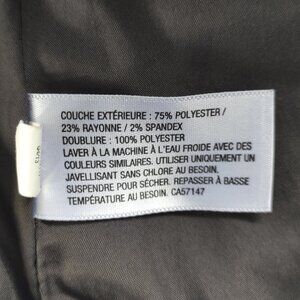 COUCHE EXTÉRIEURE : 75% POLYESTER /
23% RAYONNE / 2% SPANDEX
DOUBLURE : 100% POLYESTER
LAVER À LA MACHINE À L'EAU FROIDE AVEC DES
COULEURS SIMILAIRES. UTILISER UNIQUEMENT UN
JAVELLISANT SANS CHLORE AU BESOIN.
SUSPENDRE POUR SÉCHER. REPASSER À BASSE
TEMPÉRATURE AU BESOIN. CA57147